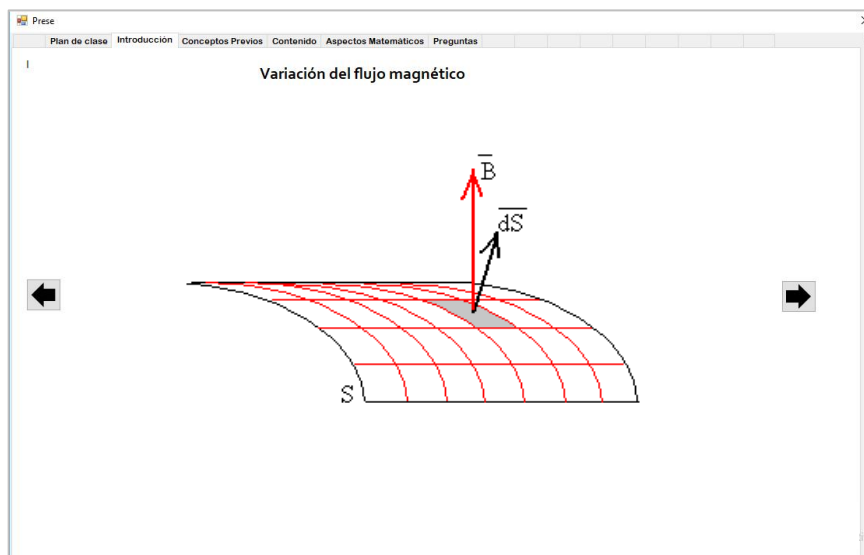 Prese
Plan de clase Introducción Conceptos Previos Contenido Aspectos Matemáticos Preguntas
Variación del flujo magnético
B
dS
S